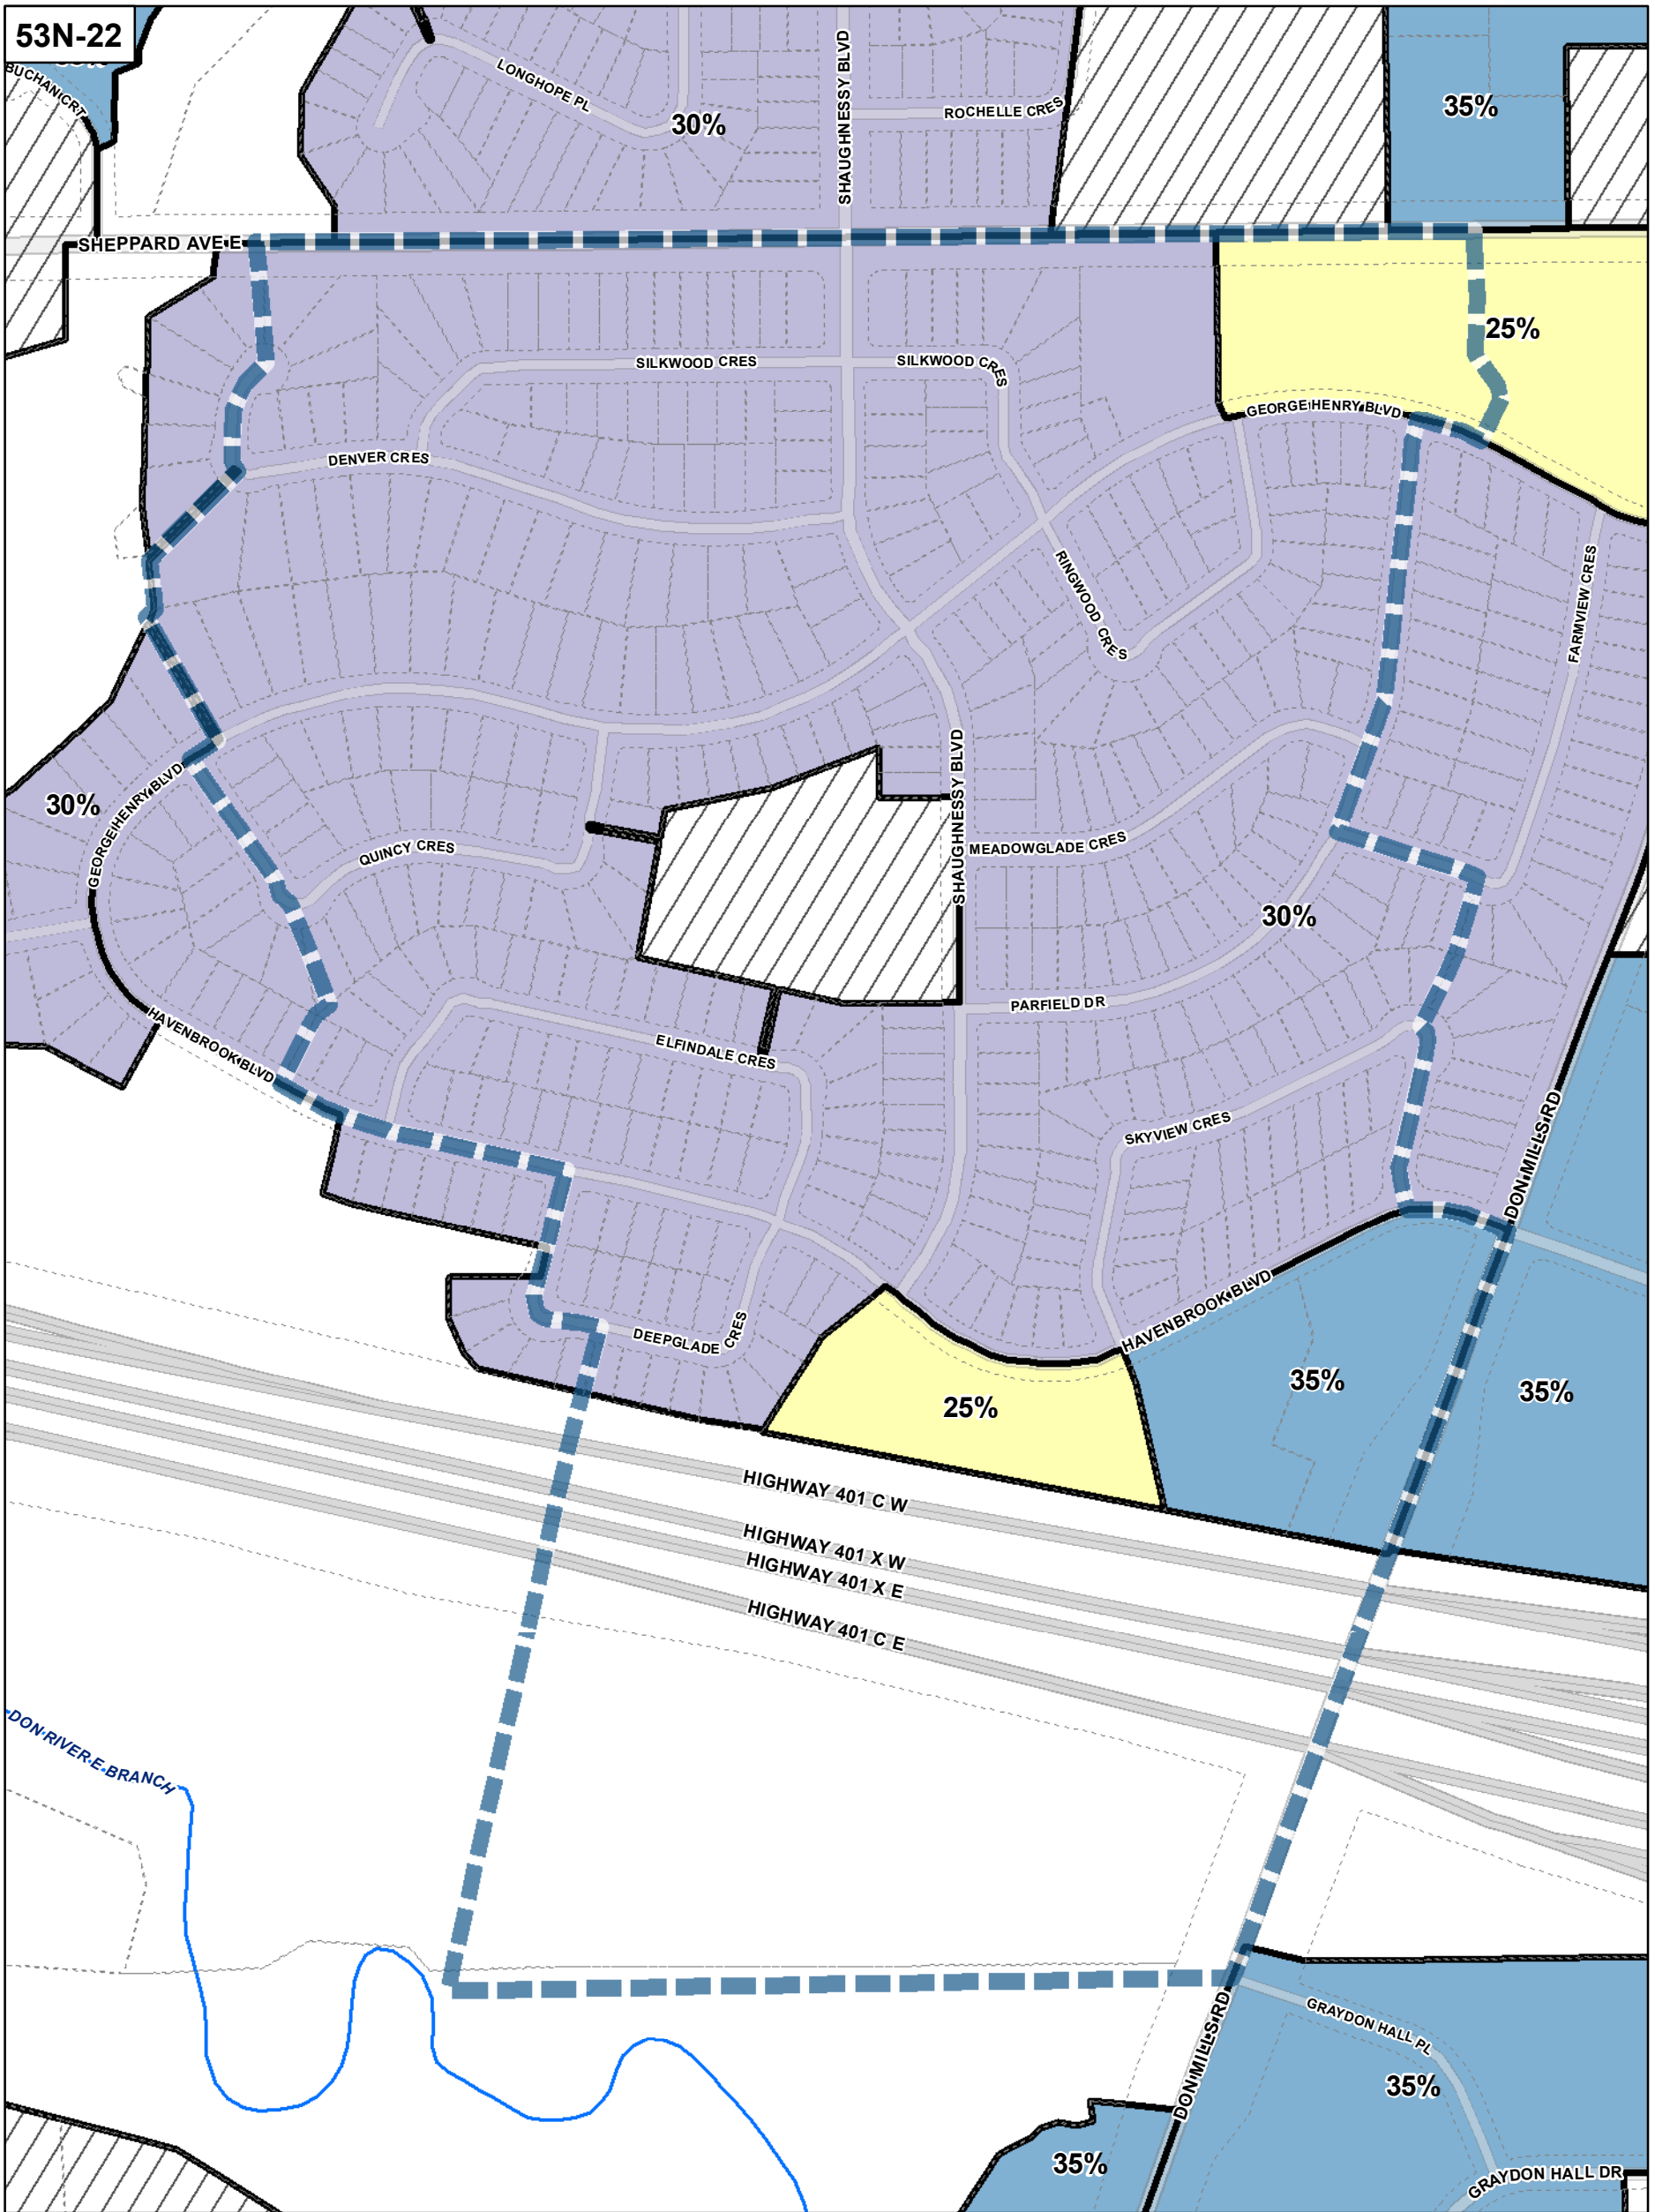 53N-22
BUCHAN CRT
LONGHOPE PL
30%
SHAUGHNESSY BLVD
ROCHELLE CRES
35%
SHEPPARD AVE E
25%
SILKWOOD CRES
SILKWOOD CRES
GEORGE HENRY BLVD
DENVER CRES
RINGWOOD CRES
FARMVIEW CRES
GEORGE HENRY BLVD
30%
SHAUGHNESSY BLVD
QUINCY CRES
MEADOWGLADE CRES
30%
PARFIELD DR
HAVENBROOK BLVD
ELFINDALE CRES
SKYVIEW CRES
DON MILLS RD
HAVENBROOK BLVD
DEEPGLADE CRES
25%
35%
35%
HIGHWAY 401 C W
HIGHWAY 401 X W
HIGHWAY 401 X E
HIGHWAY 401 C E
DON RIVER E BRANCH
GRAYDON HALL PL
DON MILLS RD
35%
35%
GRAYDON HALL DR